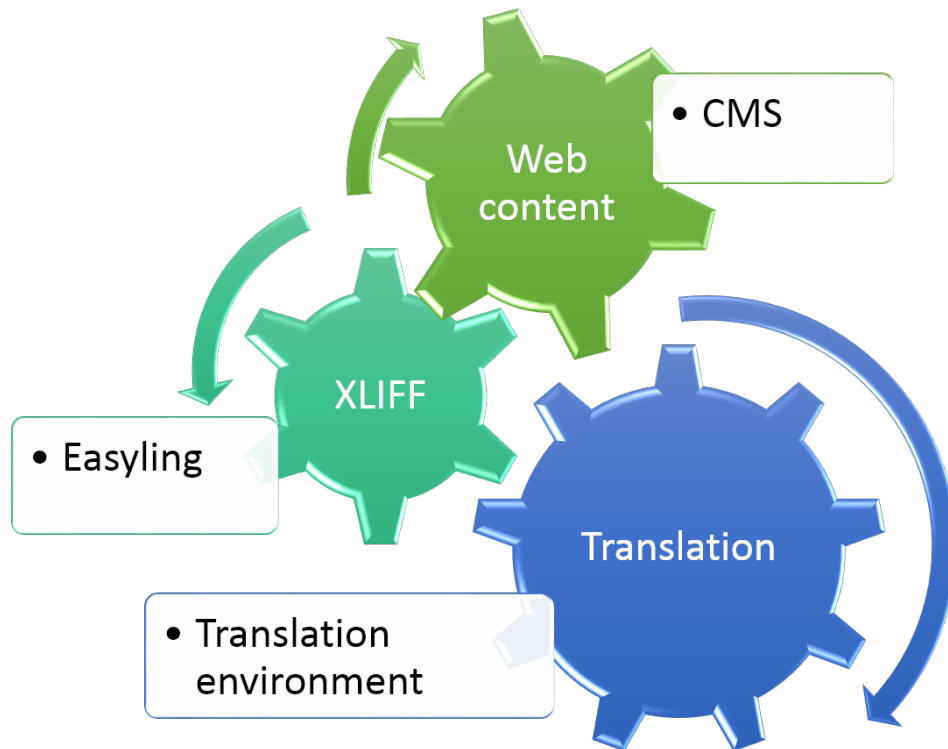 Web
content
• CMS
XLIFF
• Easyling
Translation
• Translation
environment